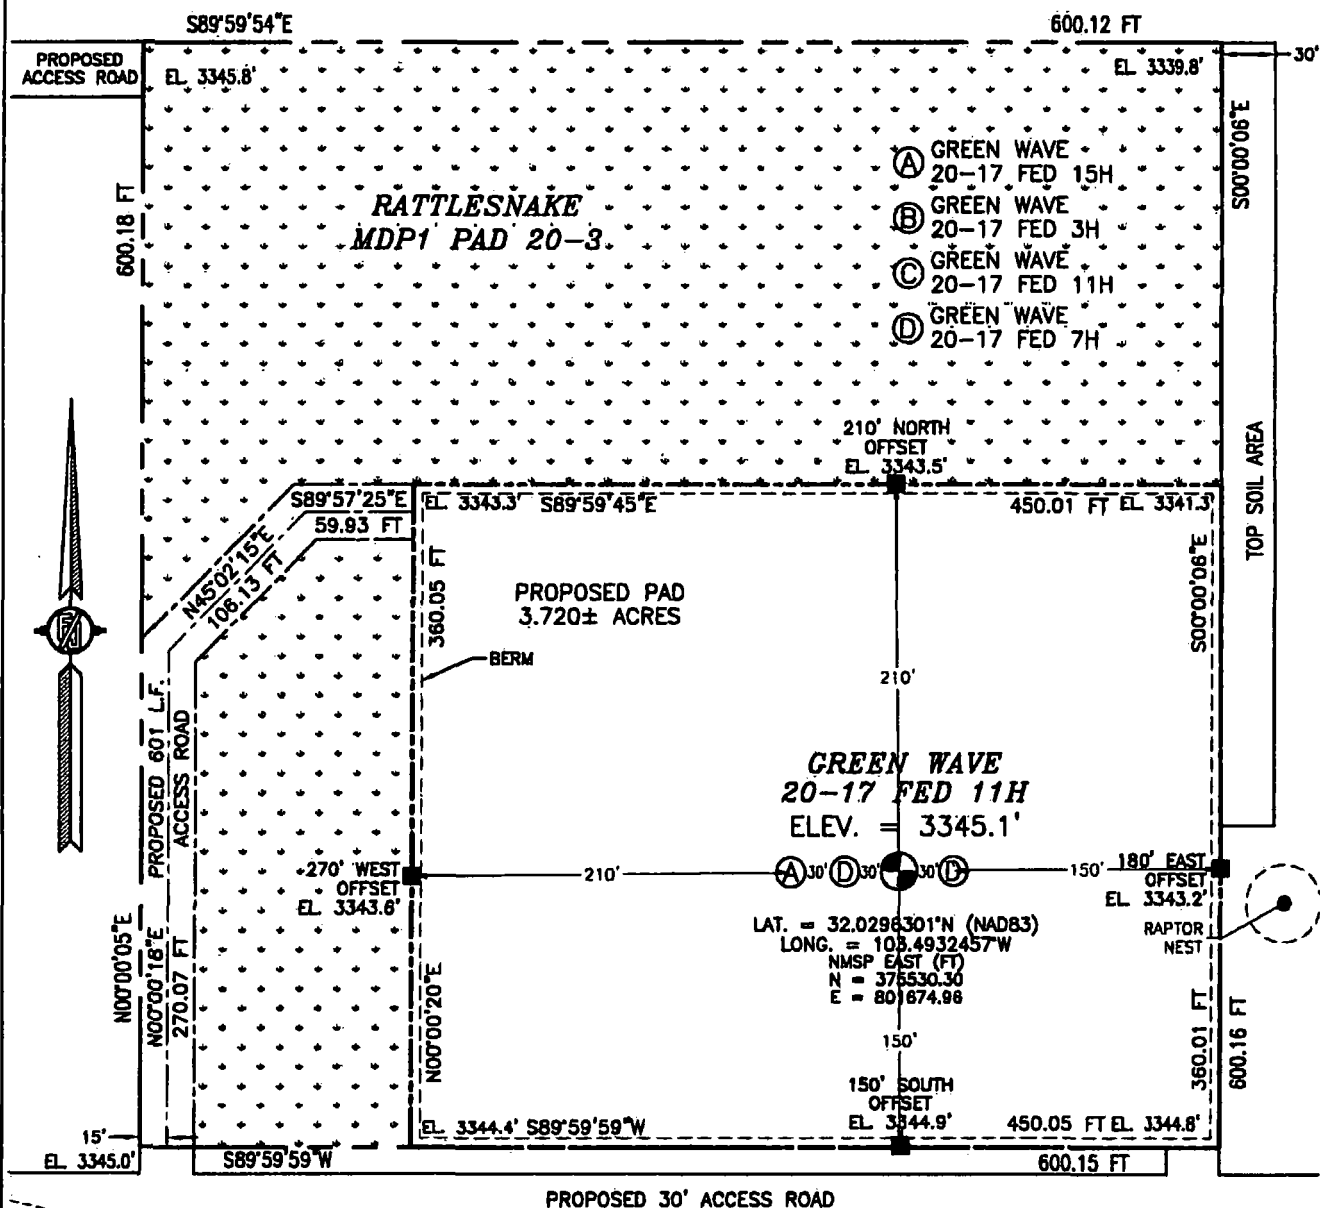 S89°59'54"E
600.12 FT
PROPOSED
ACCESS ROAD
EL. 3345.8'
EL. 3339.8'
30'
S00°00'06"E
600.18 FT
RATTLESNAKE
MDP1 PAD 20-3
A GREEN WAVE
20-17 FED 15H
B GREEN WAVE
20-17 FED 3H
C GREEN WAVE
20-17 FED 11H
D GREEN WAVE
20-17 FED 7H
210' NORTH
OFFSET
EL. 3343.5'
TOP SOIL AREA
S89°57'25"E
59.93 FT
N45°02'15"E
106.13 FT
EL. 3343.3'
S89°59'45"E
450.01 FT
EL. 3341.3'
360.05 FT
S00°00'06"E
PROPOSED PAD
3.720± ACRES
BERM
210'
PROPOSED 601 L.F.
ACCESS ROAD
GREEN WAVE
20-17 FED 11H
ELEV. = 3345.1'
270' WEST
OFFSET
EL. 3343.6'
210'
A 30' D 30' 30' D
150'
180' EAST
OFFSET
EL. 3343.2'
RAPTOR
NEST
LAT. = 32.0296301°N (NAD83)
LONG. = 103.4932457°W
NMSP EAST (FT)
N = 375530.30
E = 801674.96
N00°00'05"E
N00°00'18"E
270.07 FT
N00°00'20"E
150'
360.01 FT
600.16 FT
150' SOUTH
OFFSET
EL. 3344.9'
EL. 3344.4'
S89°59'59"W
450.05 FT
EL. 3344.8'
15'
EL. 3345.0'
S89°59'59"W
600.15 FT
PROPOSED 30' ACCESS ROAD